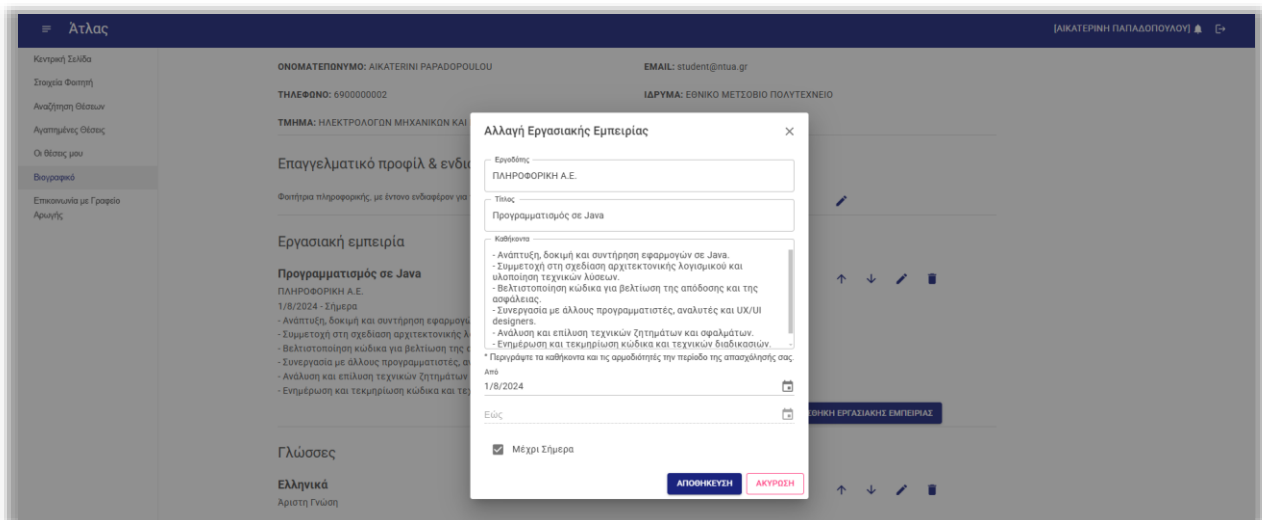 Άτλας
[ΑΙΚΑΤΕΡΙΝΗ ΠΑΠΑΔΟΠΟΥΛΟΥ]
Κεντρική Σελίδα
Στοιχεία Φοιτητή
Αναζήτηση Θέσεων
Αγαπημένες Θέσεις
Οι θέσεις μου
Βιογραφικό
Επικοινωνία με Γραφείο
Αρωγής
ΟΝΟΜΑΤΕΠΩΝΥΜΟ: AIKATERINI PAPADOPOULOU
EMAIL: student@ntua.gr
ΤΗΛΕΦΩΝΟ: 6900000002
ΙΔΡΥΜΑ: ΕΘΝΙΚΟ ΜΕΤΣΟΒΙΟ ΠΟΛΥΤΕΧΝΕΙΟ
ΤΜΗΜΑ: ΗΛΕΚΤΡΟΛΟΓΩΝ ΜΗΧΑΝΙΚΩΝ ΚΑΙ
Επαγγελματικό προφίλ & ενδι
Φοιτήτρια πληροφορικής, με έντονο ενδιαφέρον για
Εργασιακή εμπειρία
Προγραμματισμός σε Java
ΠΛΗΡΟΦΟΡΙΚΗ Α.Ε.
1/8/2024 - Σήμερα
- Ανάπτυξη, δοκιμή και συντήρηση εφαρμογώ
- Συμμετοχή στη σχεδίαση αρχιτεκτονικής λ
- Βελτιστοποίηση κώδικα για βελτίωση της
- Συνεργασία με άλλους προγραμματιστές, α
- Ανάλυση και επίλυση τεχνικών ζητημάτων
- Ενημέρωση και τεκμηρίωση κώδικα και τε
ΕΘΗΚΗ ΕΡΓΑΣΙΑΚΗΣ ΕΜΠΕΙΡΙΑΣ
Γλώσσες
Ελληνικά
Άριστη Γνώση
Αλλαγή Εργασιακής Εμπειρίας
Εργοδότης
ΠΛΗΡΟΦΟΡΙΚΗ Α.Ε.
Τίτλος
Προγραμματισμός σε Java
Καθήκοντα
- Ανάπτυξη, δοκιμή και συντήρηση εφαρμογών σε Java.
- Συμμετοχή στη σχεδίαση αρχιτεκτονικής λογισμικού και
υλοποίηση τεχνικών λύσεων.
- Βελτιστοποίηση κώδικα για βελτίωση της απόδοσης και της
ασφάλειας.
- Συνεργασία με άλλους προγραμματιστές, αναλυτές και UX/UI
designers.
- Ανάλυση και επίλυση τεχνικών ζητημάτων και σφαλμάτων.
- Ενημέρωση και τεκμηρίωση κώδικα και τεχνικών διαδικασιών.
* Περιγράψτε τα καθήκοντα και τις αρμοδιότητές την περίοδο της απασχόλησής σας.
Από
1/8/2024
Εώς
Μέχρι Σήμερα
ΑΠΟΘΗΚΕΥΣΗ
ΑΚΥΡΩΣΗ